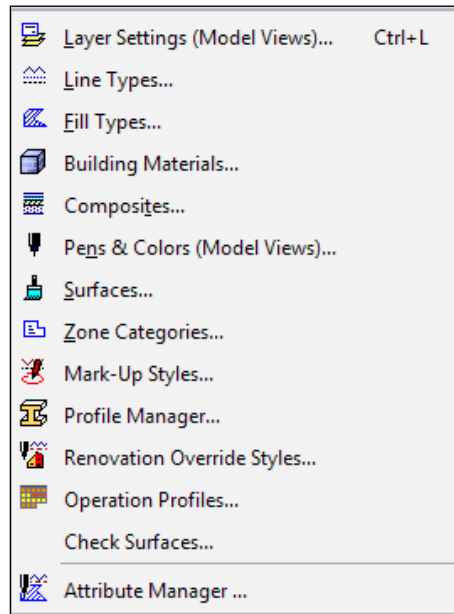 Layer Settings (Model Views)... Ctrl+L
Line Types...
Fill Types...
Building Materials...
Composites...
Pens & Colors (Model Views)...
Surfaces...
Zone Categories...
Mark-Up Styles...
Profile Manager...
Renovation Override Styles...
Operation Profiles...
Check Surfaces...
Attribute Manager ...